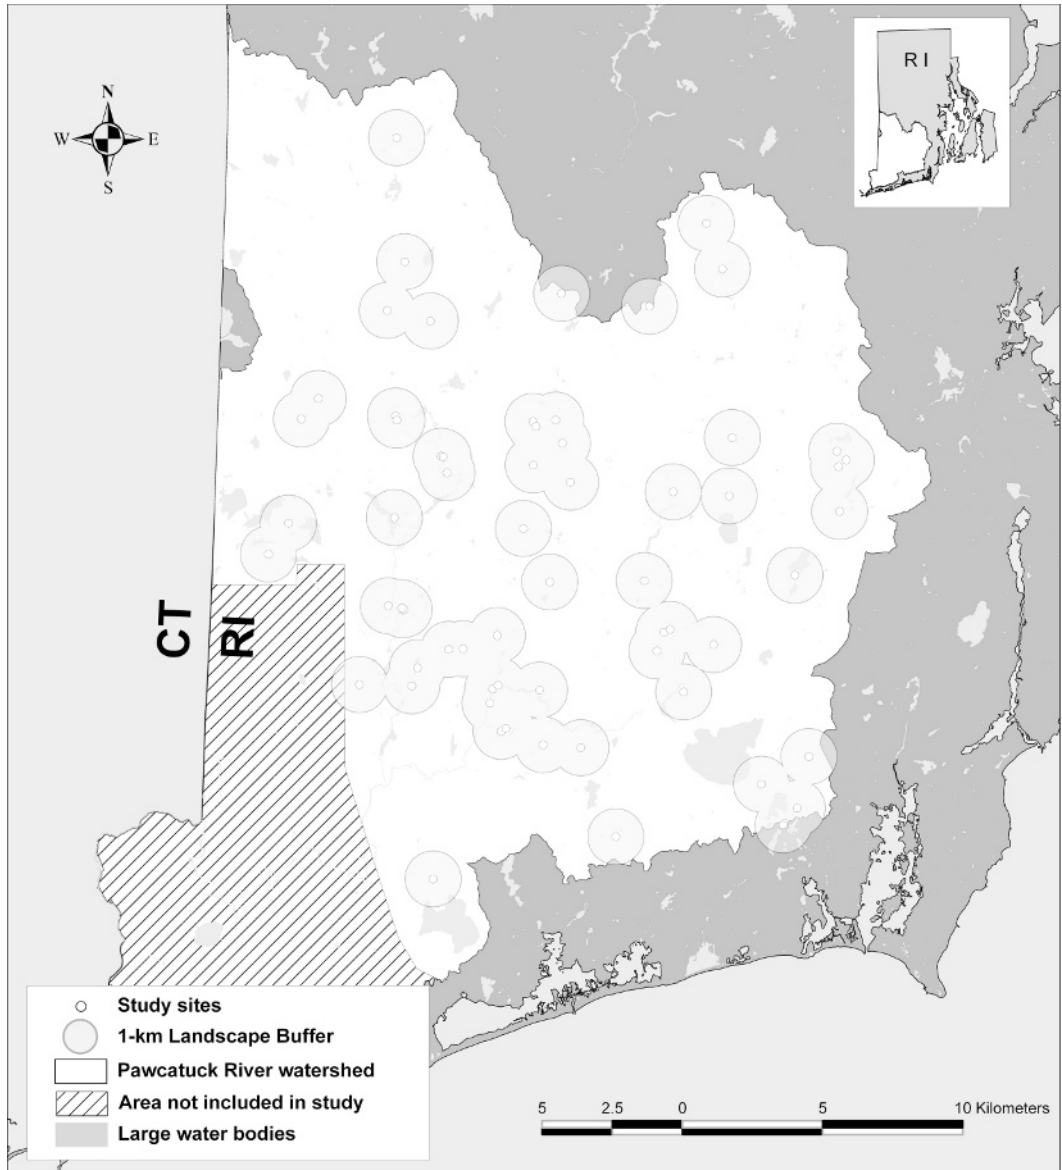 R I
N
W
E
S
CT
RI
Study sites
1-km Landscape Buffer
Pawcatuck River watershed
Area not included in study
Large water bodies
5 2.5 0 5 10 Kilometers